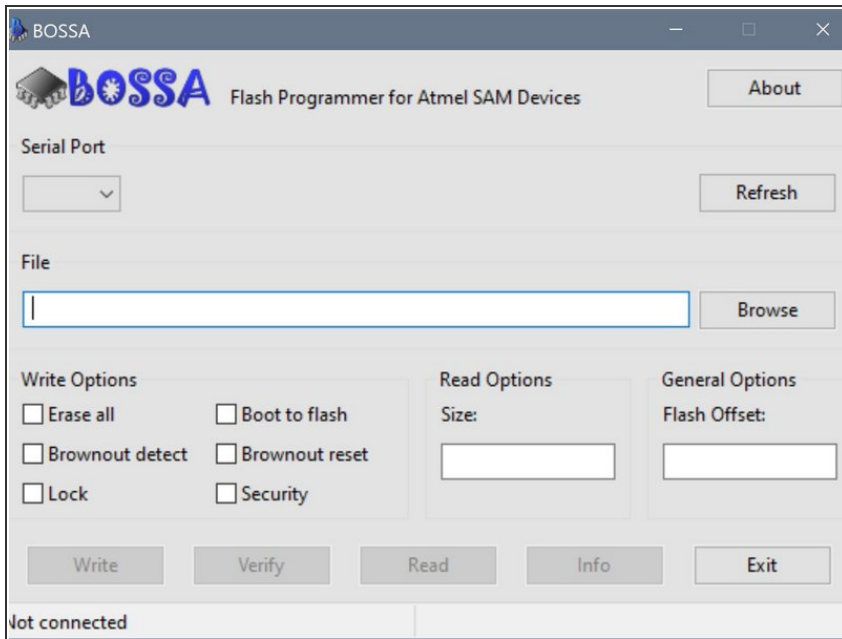 BOSSA
BOSSA Flash Programmer for Atmel SAM Devices About
Serial Port
Refresh
File
Browse
Write Options Read Options General Options
Erase all Boot to flash Size: Flash Offset:
Brownout detect Brownout reset
Lock Security
Write Verify Read Info Exit
Not connected